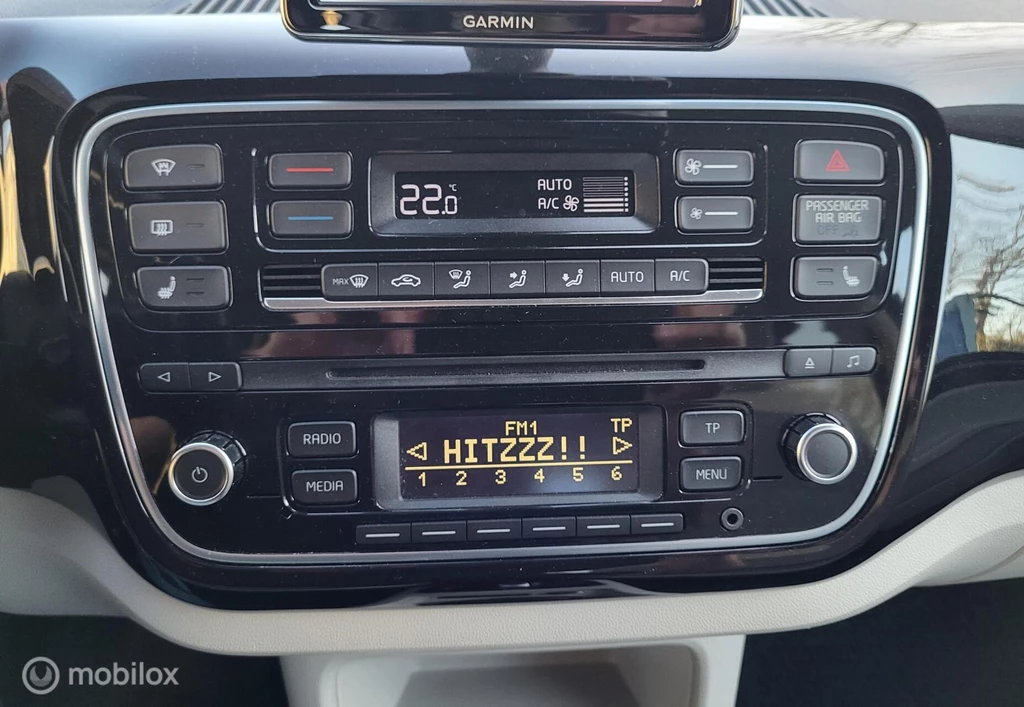 GARMIN
22.0 °C AUTO
A/C
PASSENGER
AIR BAG
OFF
MAX
AUTO A/C
FM1 TP
HITZZZ!!
1 2 3 4 5 6
RADIO
MEDIA
TP
MENU
mobilox